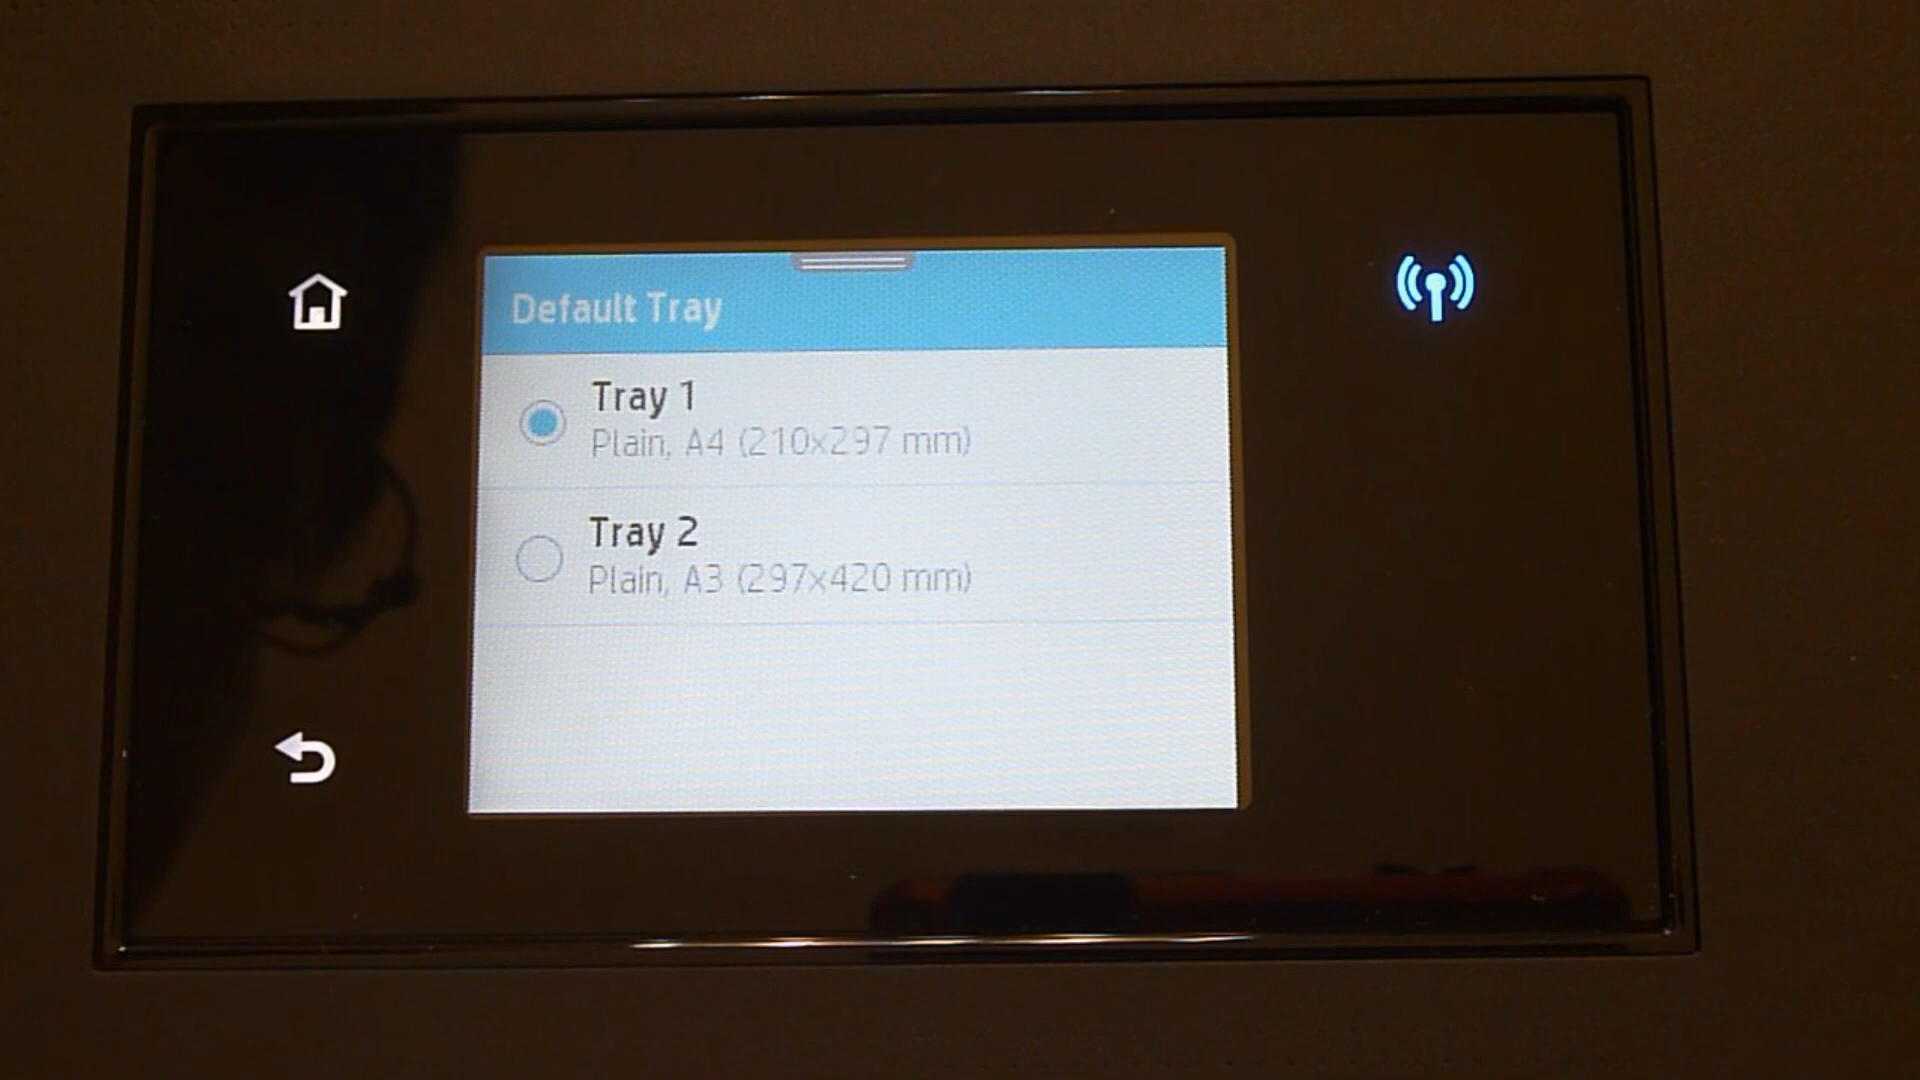 Default Tray
Tray 1
Plain, A4 (210x297 mm)
Tray 2
Plain, A3 (297x420 mm)